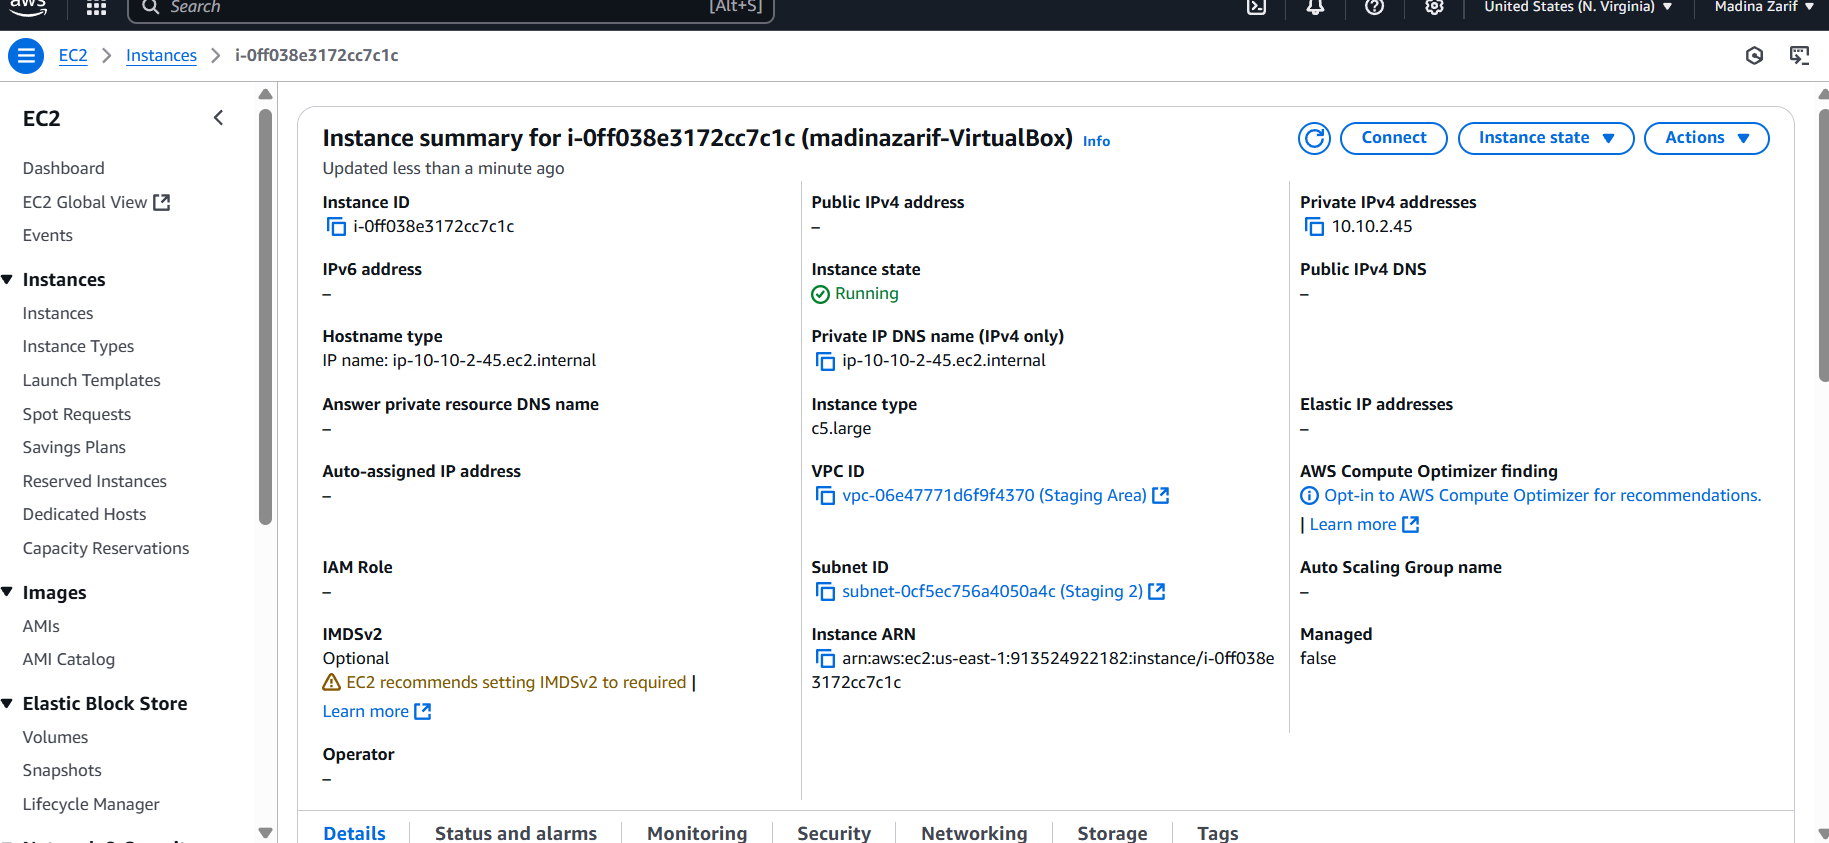 aws
Search
[Alt+S]
United States (N. Virginia)
Madina Zarif
EC2
Instances
i-0ff038e3172cc7c1c
EC2
Dashboard
EC2 Global View
Events
Instances
Instances
Instance Types
Launch Templates
Spot Requests
Savings Plans
Reserved Instances
Dedicated Hosts
Capacity Reservations
Images
AMIs
AMI Catalog
Elastic Block Store
Volumes
Snapshots
Lifecycle Manager
Instance summary for i-0ff038e3172cc7c1c (madinazarif-VirtualBox) Info
Updated less than a minute ago
Connect
Instance state
Actions
Instance ID
i-0ff038e3172cc7c1c
Public IPv4 address
–
Private IPv4 addresses
10.10.2.45
IPv6 address
–
Instance state
Running
Public IPv4 DNS
–
Hostname type
IP name: ip-10-10-2-45.ec2.internal
Private IP DNS name (IPv4 only)
ip-10-10-2-45.ec2.internal
Answer private resource DNS name
–
Instance type
c5.large
Elastic IP addresses
–
Auto-assigned IP address
–
VPC ID
vpc-06e47771d6f9f4370 (Staging Area)
AWS Compute Optimizer finding
Opt-in to AWS Compute Optimizer for recommendations.
| Learn more
IAM Role
–
Subnet ID
subnet-0cf5ec756a4050a4c (Staging 2)
Auto Scaling Group name
–
IMDSv2
Optional
EC2 recommends setting IMDSv2 to required |
Learn more
Instance ARN
arn:aws:ec2:us-east-1:913524922182:instance/i-0ff038e
3172cc7c1c
Managed
false
Operator
–
Details
Status and alarms
Monitoring
Security
Networking
Storage
Tags